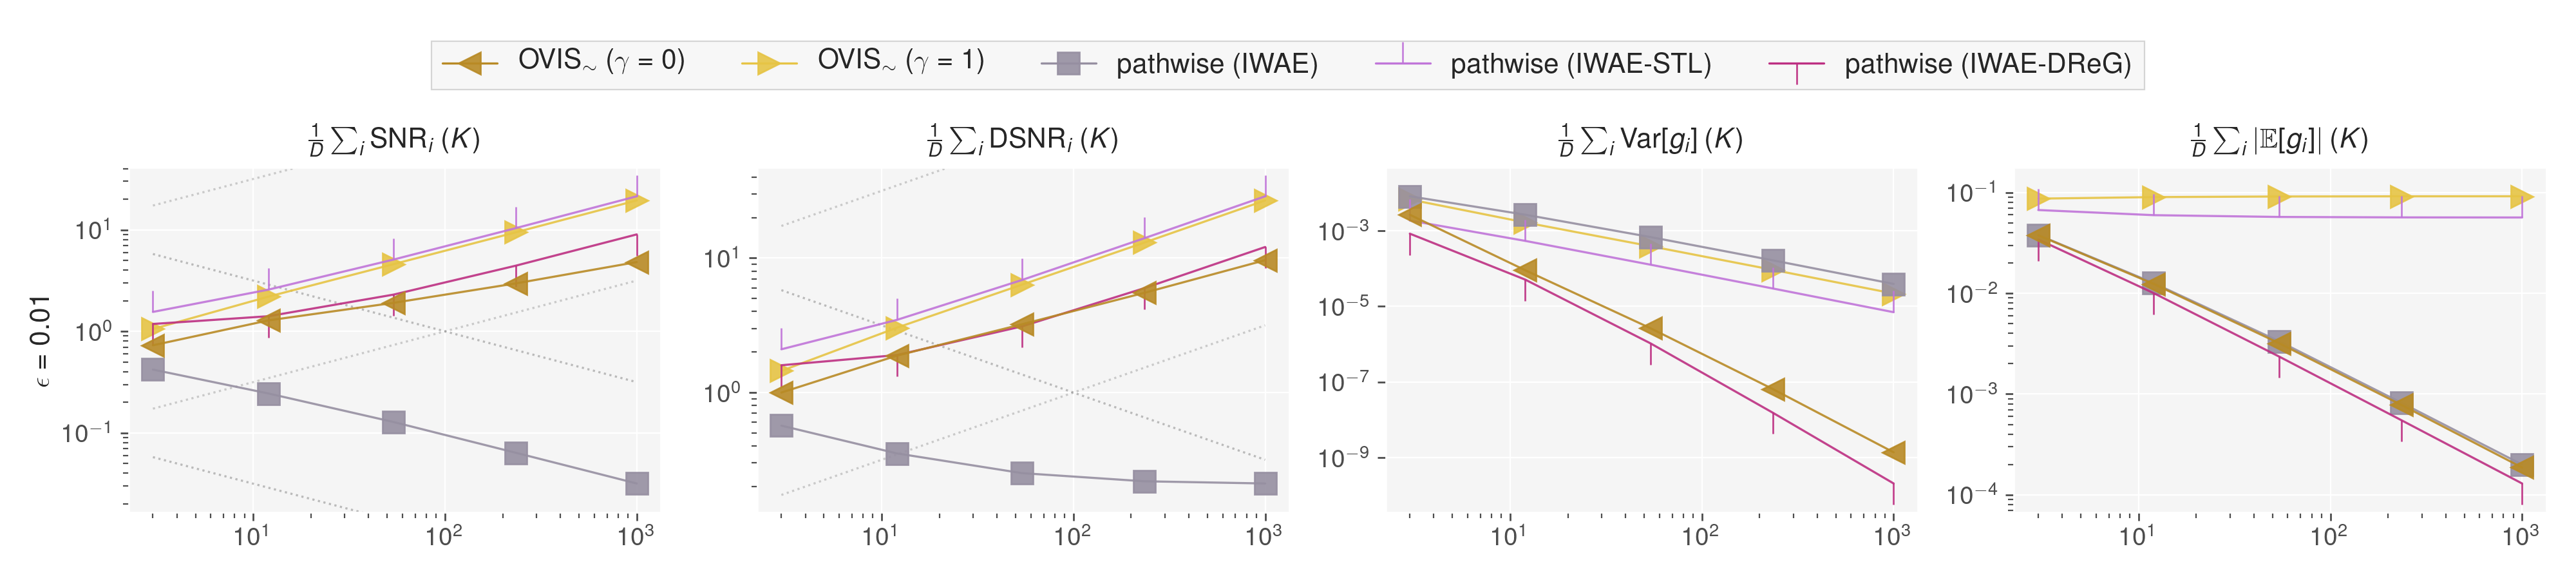 OVIS∼ (γ = 0)
OVIS∼ (γ = 1)
pathwise (IWAE)
pathwise (IWAE-STL)
pathwise (IWAE-DReG)
1/D ∑i SNRi (K)
1/D ∑i DSNRi (K)
1/D ∑i Var[gi] (K)
1/D ∑i |𝔼[gi]| (K)
ϵ = 0.01
10^1
10^0
10^−1
10^1
10^2
10^3
10^1
10^0
10^1
10^2
10^3
10^−3
10^−5
10^−7
10^−9
10^1
10^2
10^3
10^−1
10^−2
10^−3
10^−4
10^1
10^2
10^3